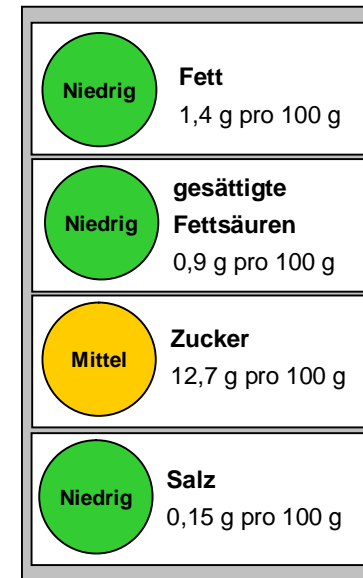 Niedrig
Fett
1,4 g pro 100 g
Niedrig
gesättigte
Fettsäuren
0,9 g pro 100 g
Mittel
Zucker
12,7 g pro 100 g
Niedrig
Salz
0,15 g pro 100 g